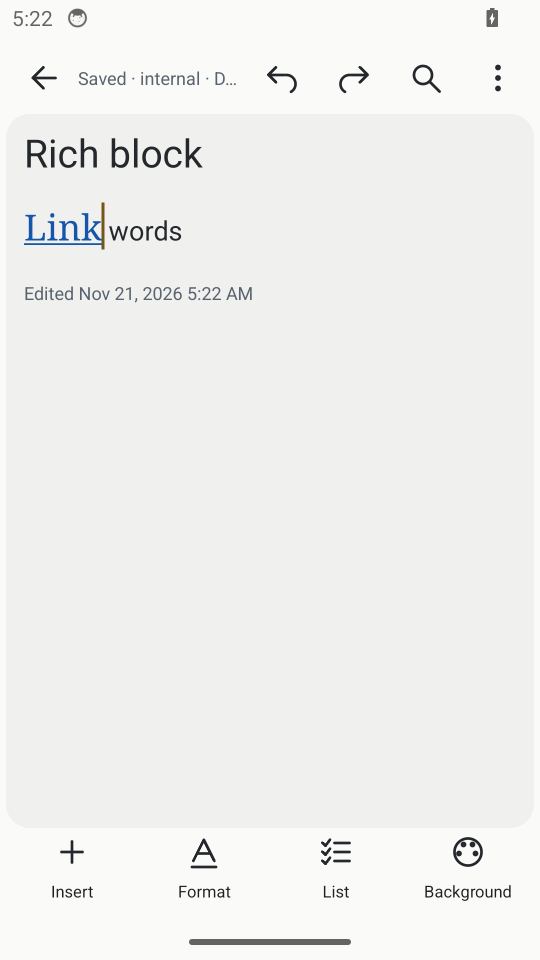 5:22
Saved · internal · D...
Rich block
Link words
Edited Nov 21, 2026 5:22 AM
Insert
Format
List
Background